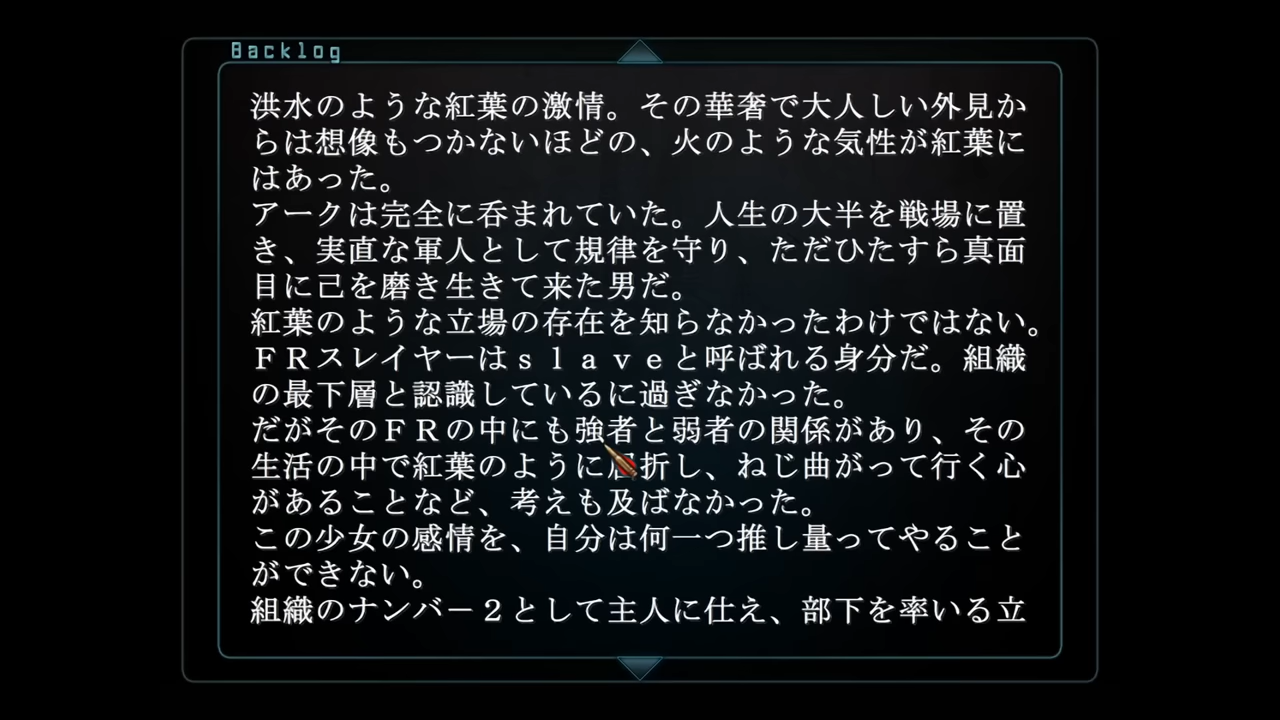 Backlog
洪水のような紅葉の激情。その華奢で大人しい外見か
らは想像もつかないほどの、火のような気性が紅葉に
はあった。
アークは完全に呑まれていた。人生の大半を戦場に置
き、実直な軍人として規律を守り、ただひたすら真面
目に己を磨き生きて来た男だ。
紅葉のような立場の存在を知らなかったわけではない。
ＦＲスレイヤーはｓｌａｖｅと呼ばれる身分だ。組織
の最下層と認識しているに過ぎなかった。
だがそのＦＲの中にも強者と弱者の関係があり、その
生活の中で紅葉のように屈折し、ねじ曲がって行く心
があることなど、考えも及ばなかった。
この少女の感情を、自分は何一つ推し量ってやること
ができない。
組織のナンバー２として主人に仕え、部下を率いる立